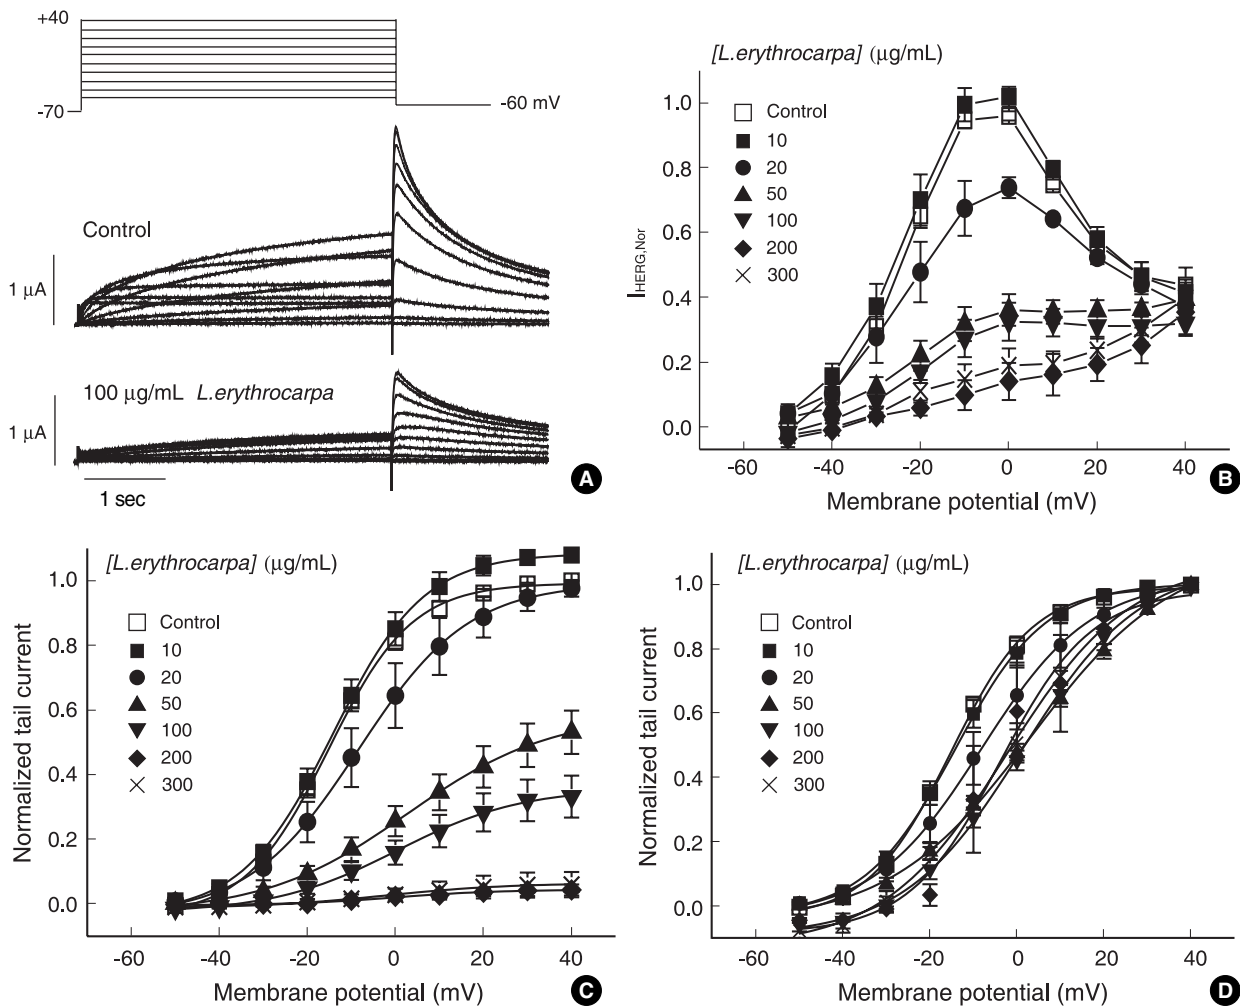 +40
-70
-60 mV
Control
1 μA
100 μg/mL L.erythrocarpa
1 μA
1 sec
A
[L.erythrocarpa] (μg/mL)
1.0
0.8
0.6
0.4
0.2
0.0
IHERG,Nor
Control
10
20
50
100
200
300
-60
-40
-20
0
20
40
Membrane potential (mV)
B
[L.erythrocarpa] (μg/mL)
1.0
0.8
0.6
0.4
0.2
0.0
Normalized tail current
Control
10
20
50
100
200
300
-60
-40
-20
0
20
40
Membrane potential (mV)
C
[L.erythrocarpa] (μg/mL)
1.0
0.8
0.6
0.4
0.2
0.0
Normalized tail current
Control
10
20
50
100
200
300
-60
-40
-20
0
20
40
Membrane potential (mV)
D